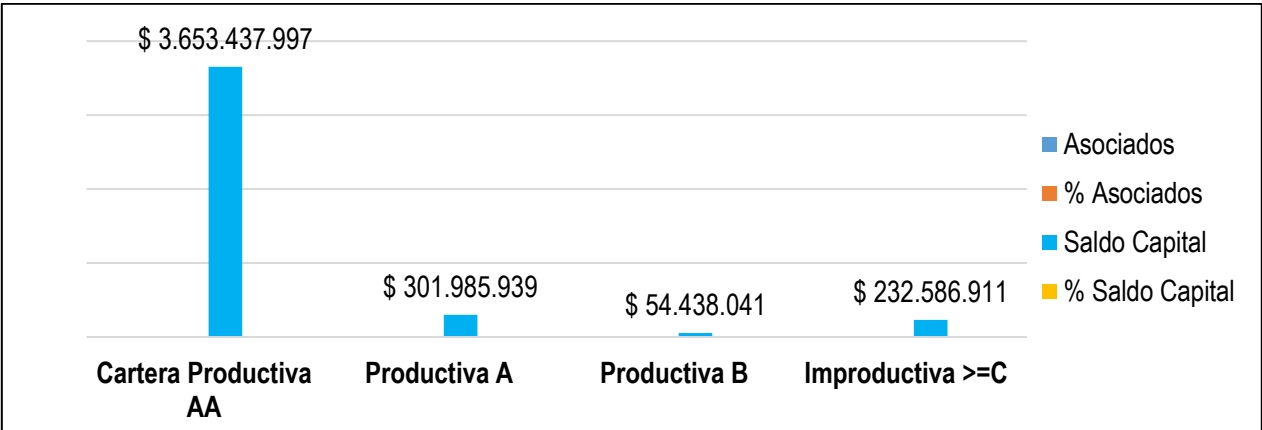 $ 3.653.437.997
$ 301.985.939
$ 54.438.041
$ 232.586.911
Cartera Productiva
AA
Productiva A
Productiva B
Improductiva >=C
Asociados
% Asociados
Saldo Capital
% Saldo Capital